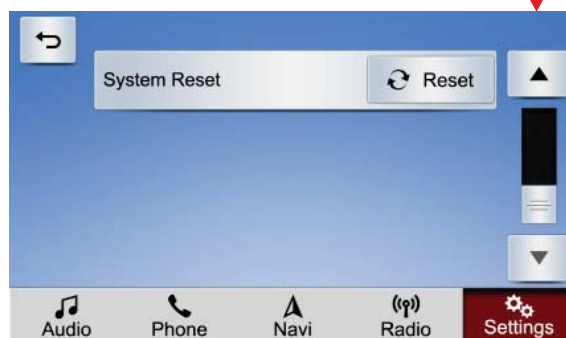 System Reset
Reset
Audio
Phone
Navi
Radio
Settings